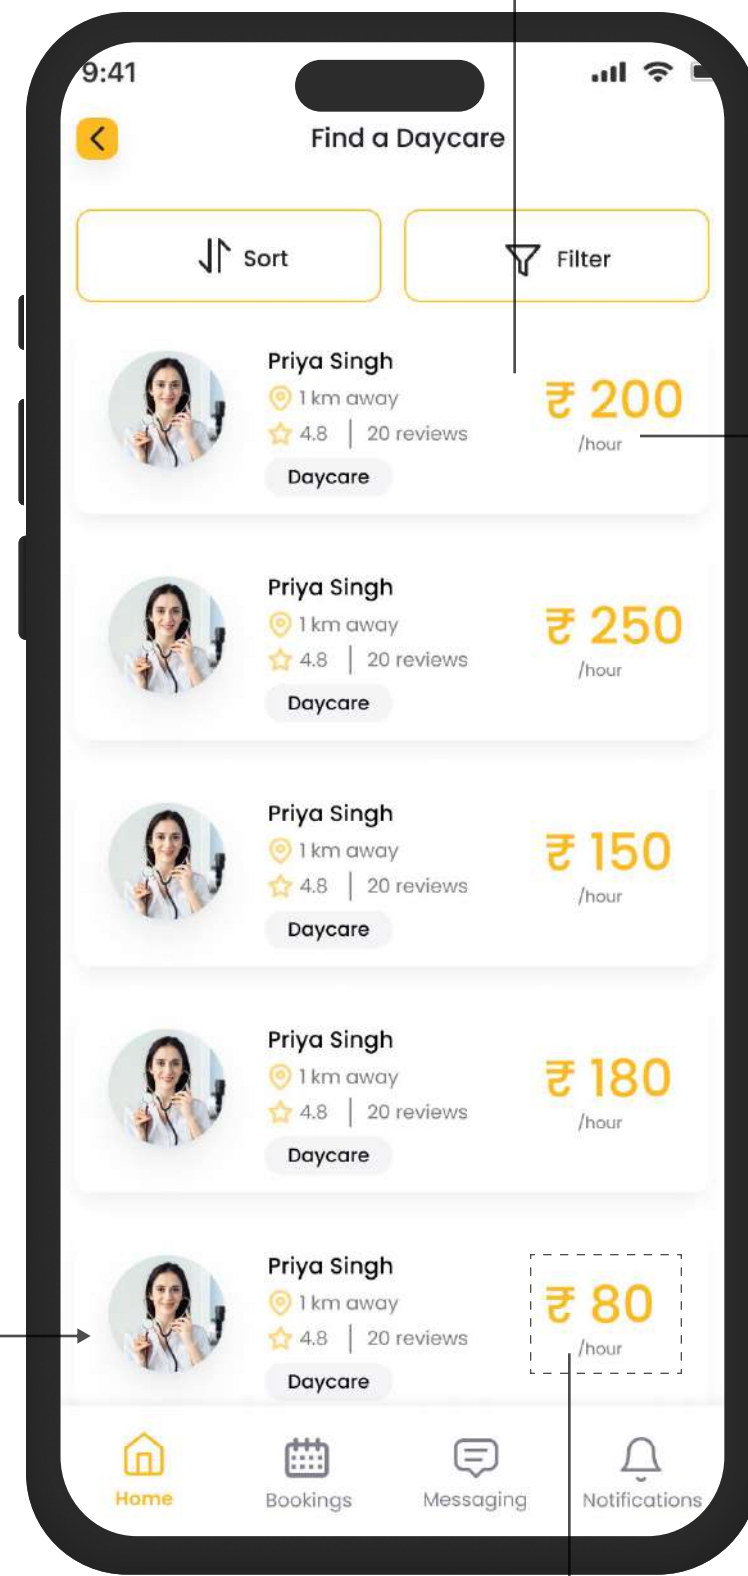 9:41
Find a Daycare
Sort
Filter
Priya Singh
1 km away
4.8 | 20 reviews
Daycare
₹ 200
/hour
Priya Singh
1 km away
4.8 | 20 reviews
Daycare
₹ 250
/hour
Priya Singh
1 km away
4.8 | 20 reviews
Daycare
₹ 150
/hour
Priya Singh
1 km away
4.8 | 20 reviews
Daycare
₹ 180
/hour
Priya Singh
1 km away
4.8 | 20 reviews
Daycare
₹ 80
/hour
Home
Bookings
Messaging
Notifications